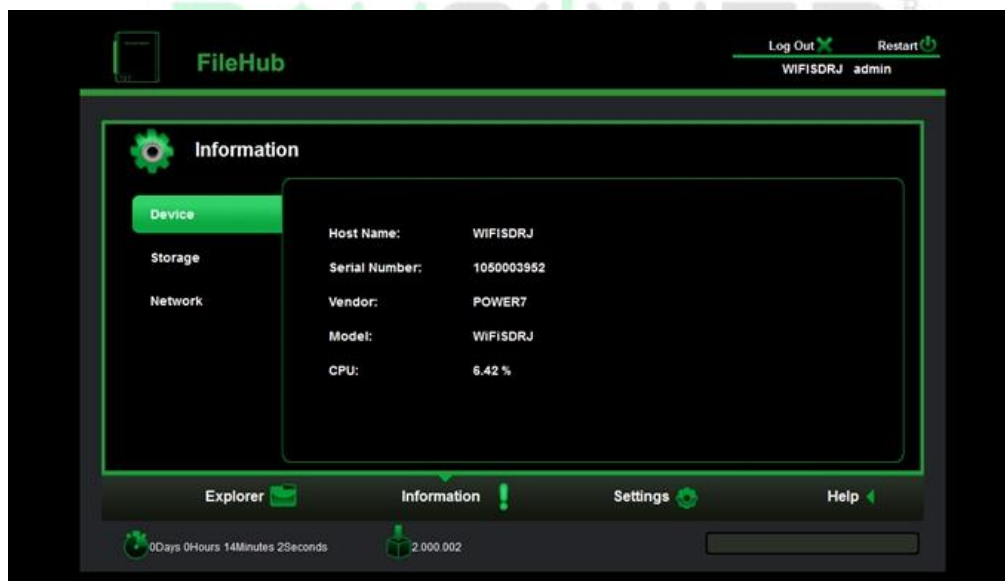 Log Out Restart
FileHub
WIFISDRJ admin
Information
Device
Host Name: WIFISDRJ
Storage
Serial Number: 1050003952
Network
Vendor: POWER7
Model: WiFiSDRJ
CPU: 6.42 %
Explorer Information Settings Help
0Days 0Hours 14Minutes 2Seconds 2.000.002